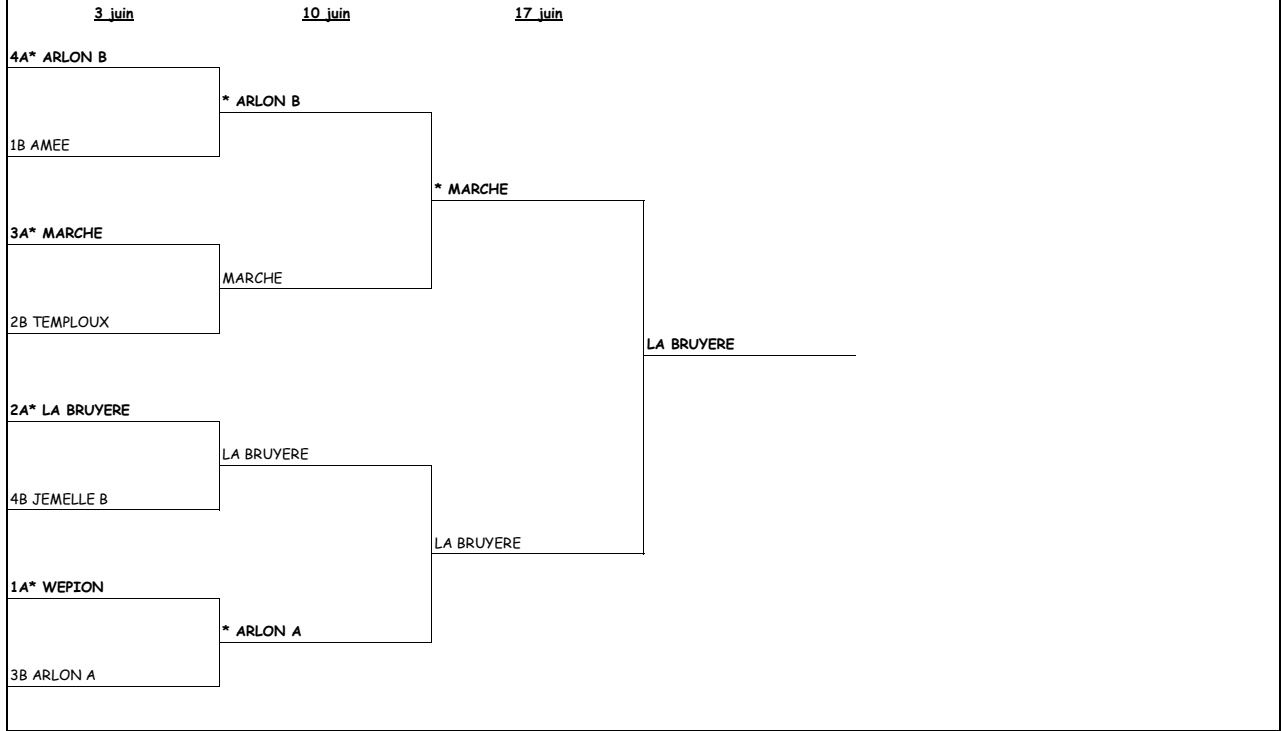 3 juin 10 juin 17 juin
4A* ARLON B
* ARLON B
1B AMEE
* MARCHE
3A* MARCHE
MARCHE
2B TEMPLOUX
LA BRUYERE
2A* LA BRUYERE
LA BRUYERE
4B JEMELLE B
LA BRUYERE
1A* WEPION
* ARLON A
3B ARLON A